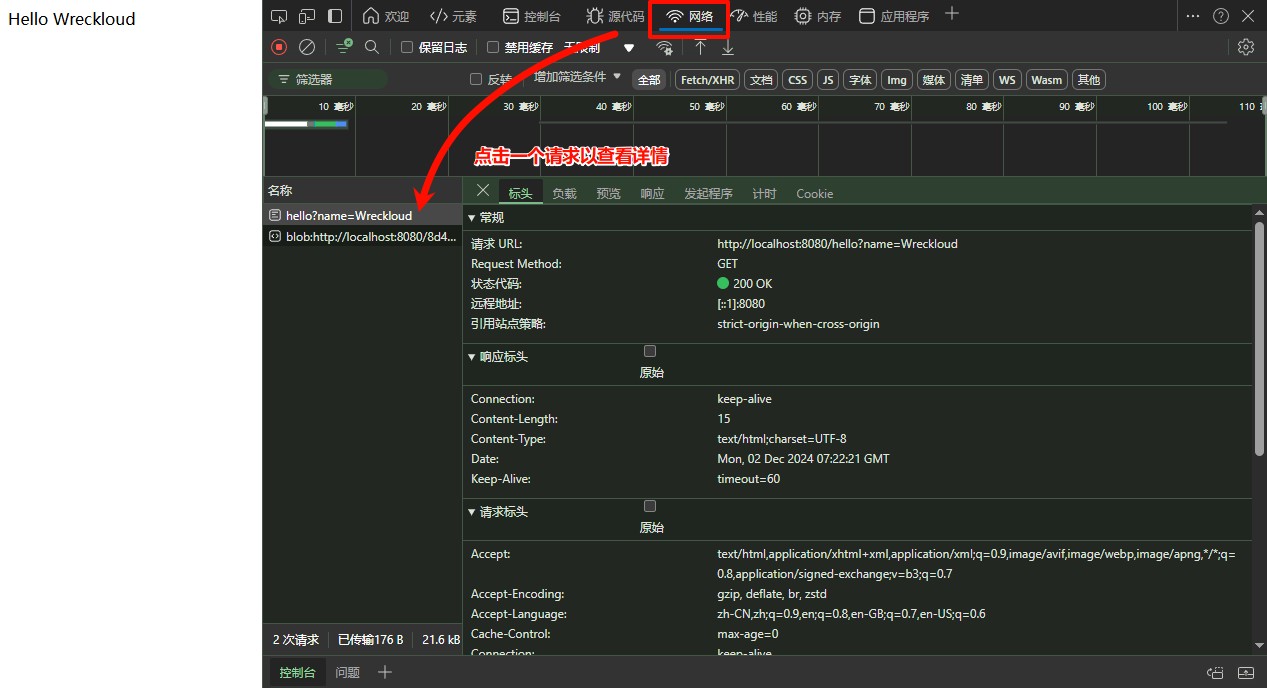 Hello Wreckloud
欢迎 元素 控制台 源代码 网络 性能 内存 应用程序
保留日志 禁用缓存 无限制
筛选器 反转 增加筛选条件 全部 Fetch/XHR 文档 CSS JS 字体 Img 媒体 清单 WS Wasm 其他
10 毫秒 20 毫秒 30 毫秒 40 毫秒 50 毫秒 60 毫秒 70 毫秒 80 毫秒 90 毫秒 100 毫秒 110
点击一个请求以查看详情
名称
hello?name=Wreckloud
blob:http://localhost:8080/8d4...
标头 负载 预览 响应 发起程序 计时 Cookie
常规
请求 URL: http://localhost:8080/hello?name=Wreckloud
Request Method: GET
状态代码: 200 OK
远程地址: [::1]:8080
引用站点策略: strict-origin-when-cross-origin
响应标头
原始
Connection: keep-alive
Content-Length: 15
Content-Type: text/html;charset=UTF-8
Date: Mon, 02 Dec 2024 07:22:21 GMT
Keep-Alive: timeout=60
请求标头
原始
Accept: text/html,application/xhtml+xml,application/xml;q=0.9,image/avif,image/webp,image/apng,*/*;q=
0.8,application/signed-exchange;v=b3;q=0.7
Accept-Encoding: gzip, deflate, br, zstd
Accept-Language: zh-CN,zh;q=0.9,en;q=0.8,en-GB;q=0.7,en-US;q=0.6
Cache-Control: max-age=0
Connection: keep-alive
2 次请求 已传输176 B 21.6 kB
控制台 问题